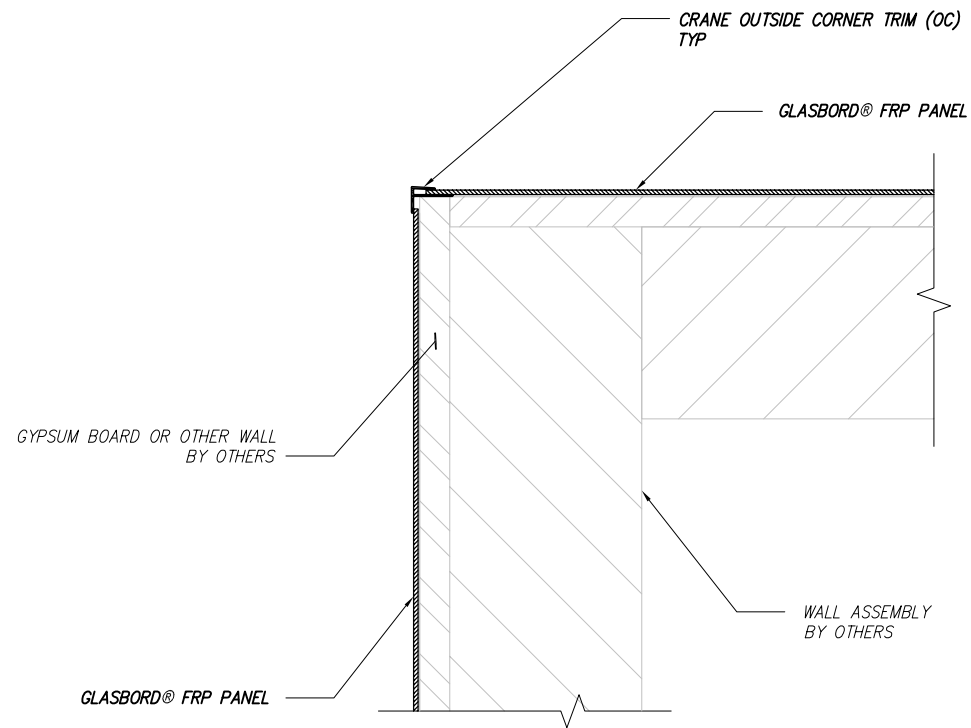 CRANE OUTSIDE CORNER TRIM (OC)
TYP
GLASBORD® FRP PANEL
GYPSUM BOARD OR OTHER WALL
BY OTHERS
WALL ASSEMBLY
BY OTHERS
GLASBORD® FRP PANEL